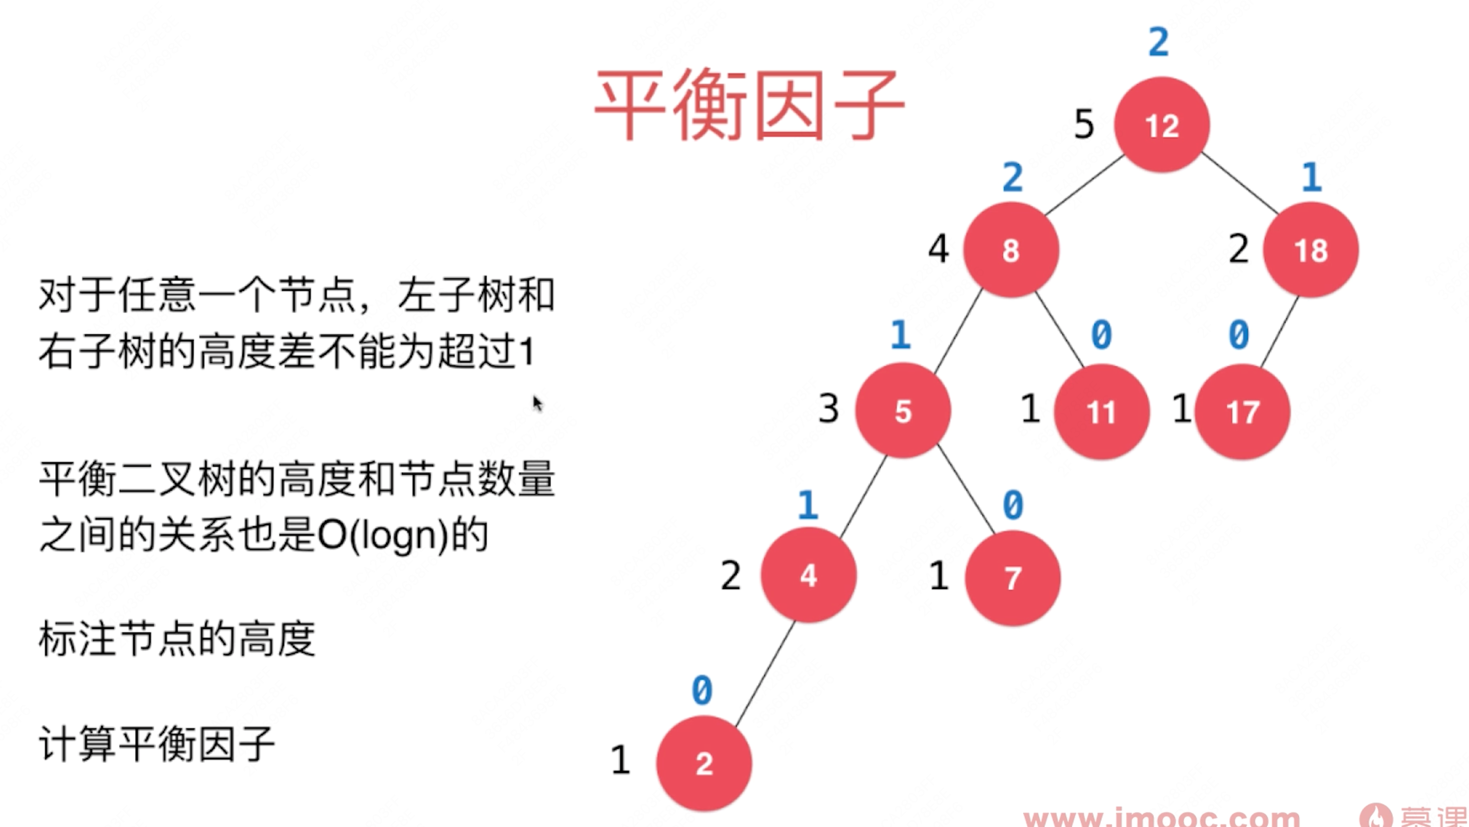 平衡因子
对于任意一个节点，左子树和
右子树的高度差不能为超过1
平衡二叉树的高度和节点数量
之间的关系也是O(logn)的
标注节点的高度
计算平衡因子
2
5 12
2 1
4 8 2 18
1 0 0
3 5 1 11 1 17
1 0
2 4 1 7
0
1 2
www.imooc.com 慕课